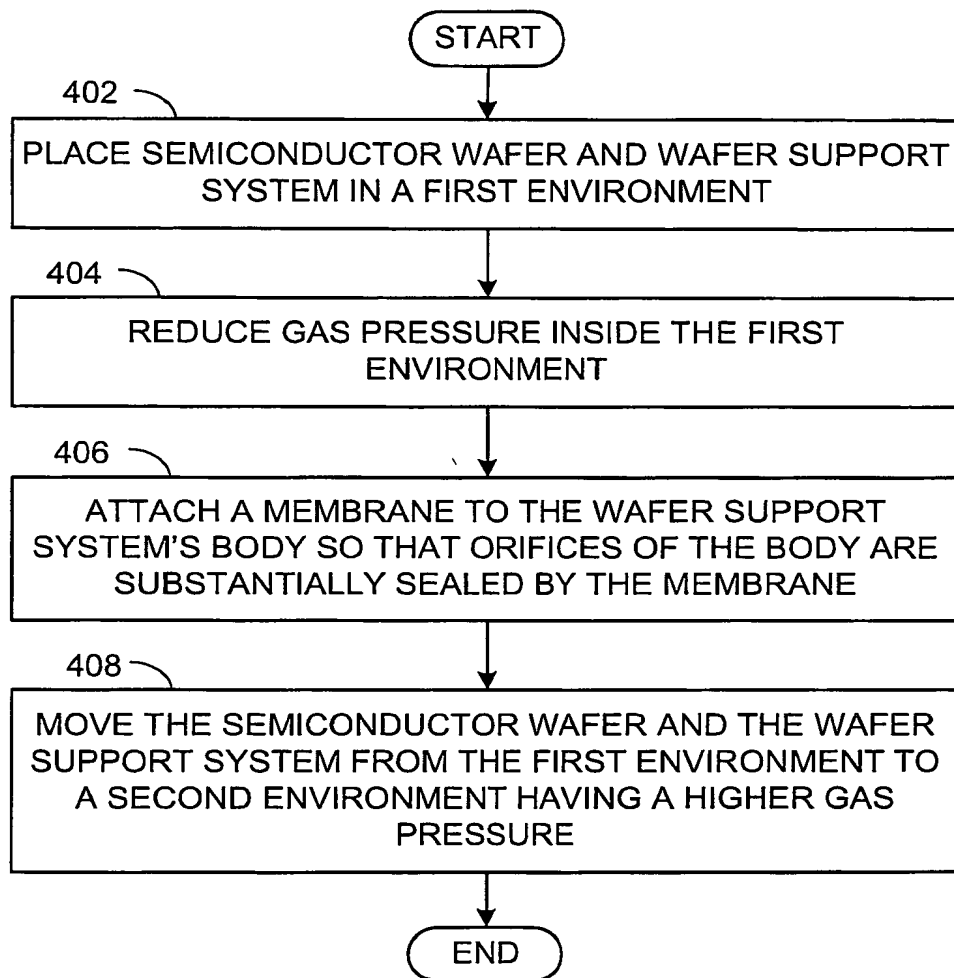 START
402
PLACE SEMICONDUCTOR WAFER AND WAFER SUPPORT
SYSTEM IN A FIRST ENVIRONMENT
404
REDUCE GAS PRESSURE INSIDE THE FIRST
ENVIRONMENT
406
ATTACH A MEMBRANE TO THE WAFER SUPPORT
SYSTEM'S BODY SO THAT ORIFICES OF THE BODY ARE
SUBSTANTIALLY SEALED BY THE MEMBRANE
408
MOVE THE SEMICONDUCTOR WAFER AND THE WAFER
SUPPORT SYSTEM FROM THE FIRST ENVIRONMENT TO
A SECOND ENVIRONMENT HAVING A HIGHER GAS
PRESSURE
END